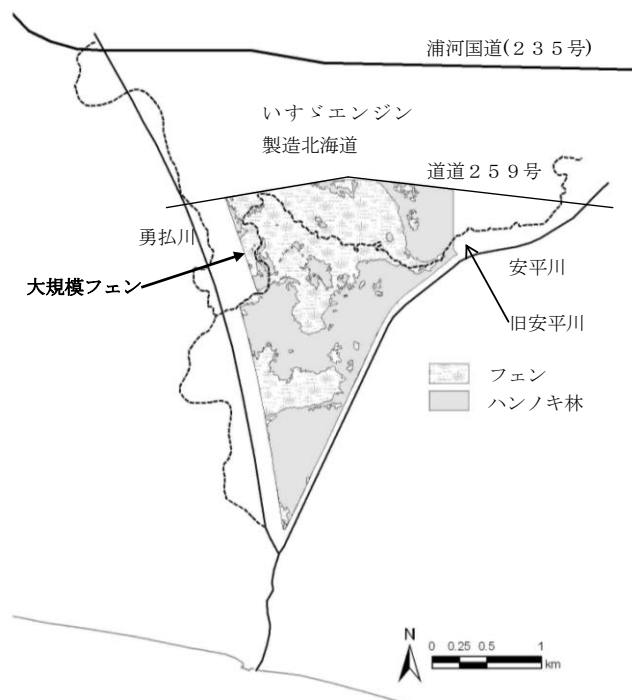 浦河国道(２３５号)
いすゞエンジン
製造北海道
道道２５９号
勇払川
大規模フェン
安平川
旧安平川
フェン
ハンノキ林
N
0 0.25 0.5 1
km